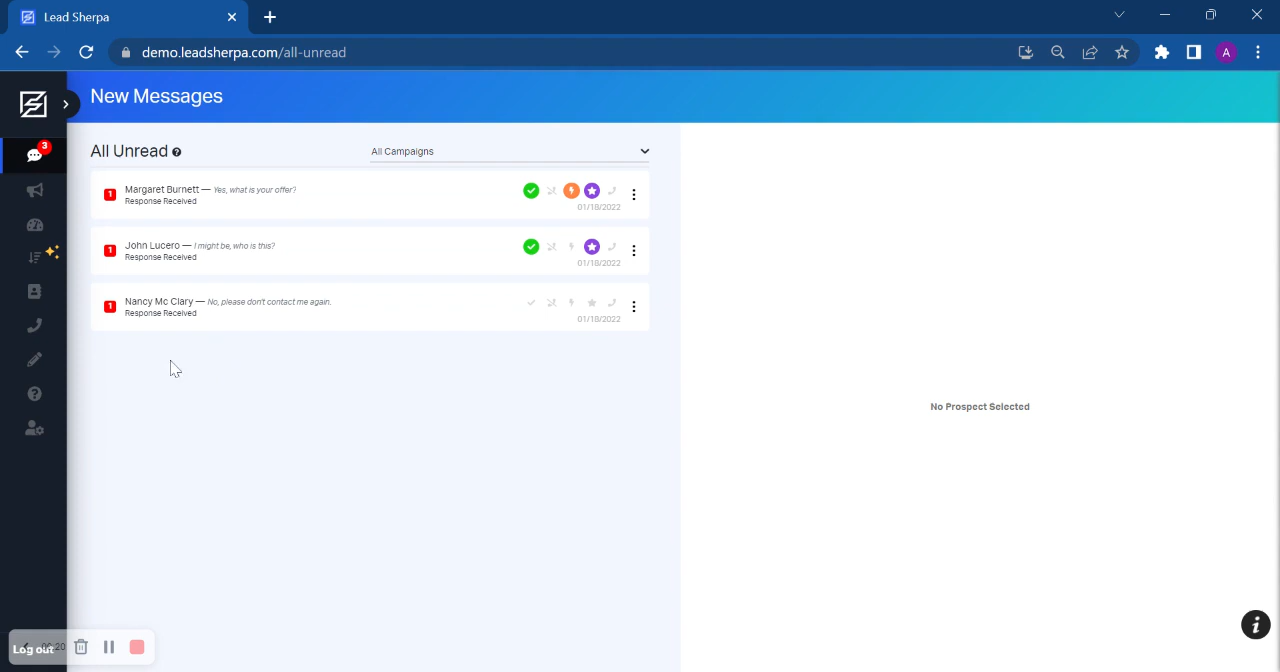 Lead Sherpa
demo.leadsherpa.com/all-unread
A
New Messages
3
All Unread
All Campaigns
1
Margaret Burnett — Yes, what is your offer?
Response Received
01/18/2022
1
John Lucero — I might be, who is this?
Response Received
01/18/2022
1
Nancy Mc Clary — No, please don't contact me again.
Response Received
01/18/2022
No Prospect Selected
Log out